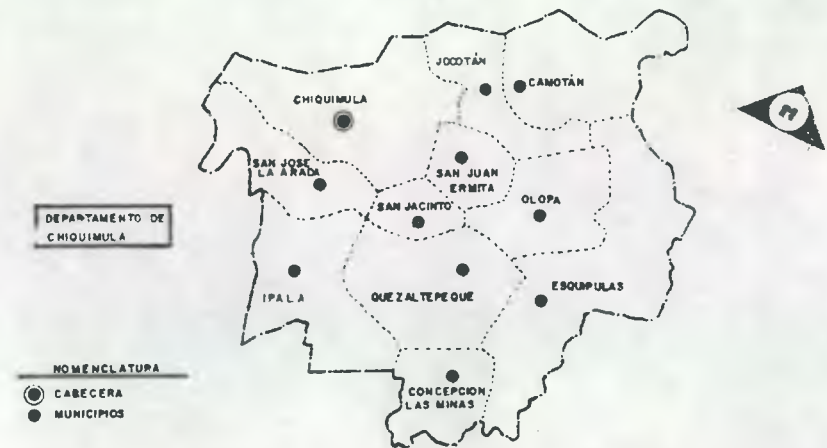 JOCOTÁN
CAMOTÁN
CHIQUIMULA
N
SAN JOSE
LA ARADA
SAN JUAN
ERMITA
SAN JACINTO
OLOPA
DEPARTAMENTO DE
CHIQUIMULA
IPALA
QUEZALTEPEQUE
ESQUIPULAS
NOMENCLATURA
CABECERA
MUNICIPIOS
CONCEPCION
LAS MINAS